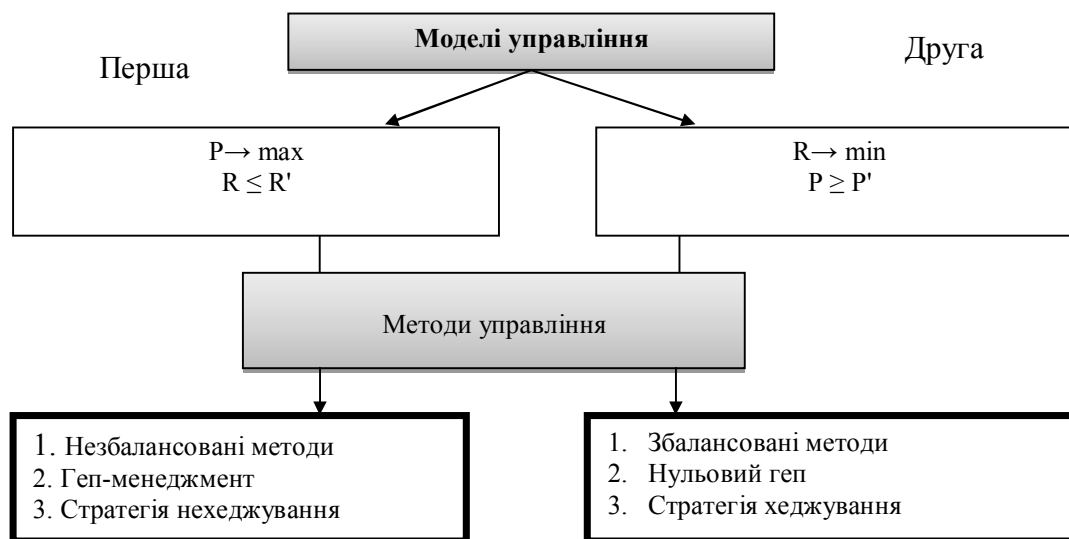 Моделі управління
Перша
Друга
P→ max
R ≤ R'
R→ min
P ≥ P'
Методи управління
1. Незбалансовані методи
2. Геп-менеджмент
3. Стратегія нехеджування
1. Збалансовані методи
2. Нульовий геп
3. Стратегія хеджування